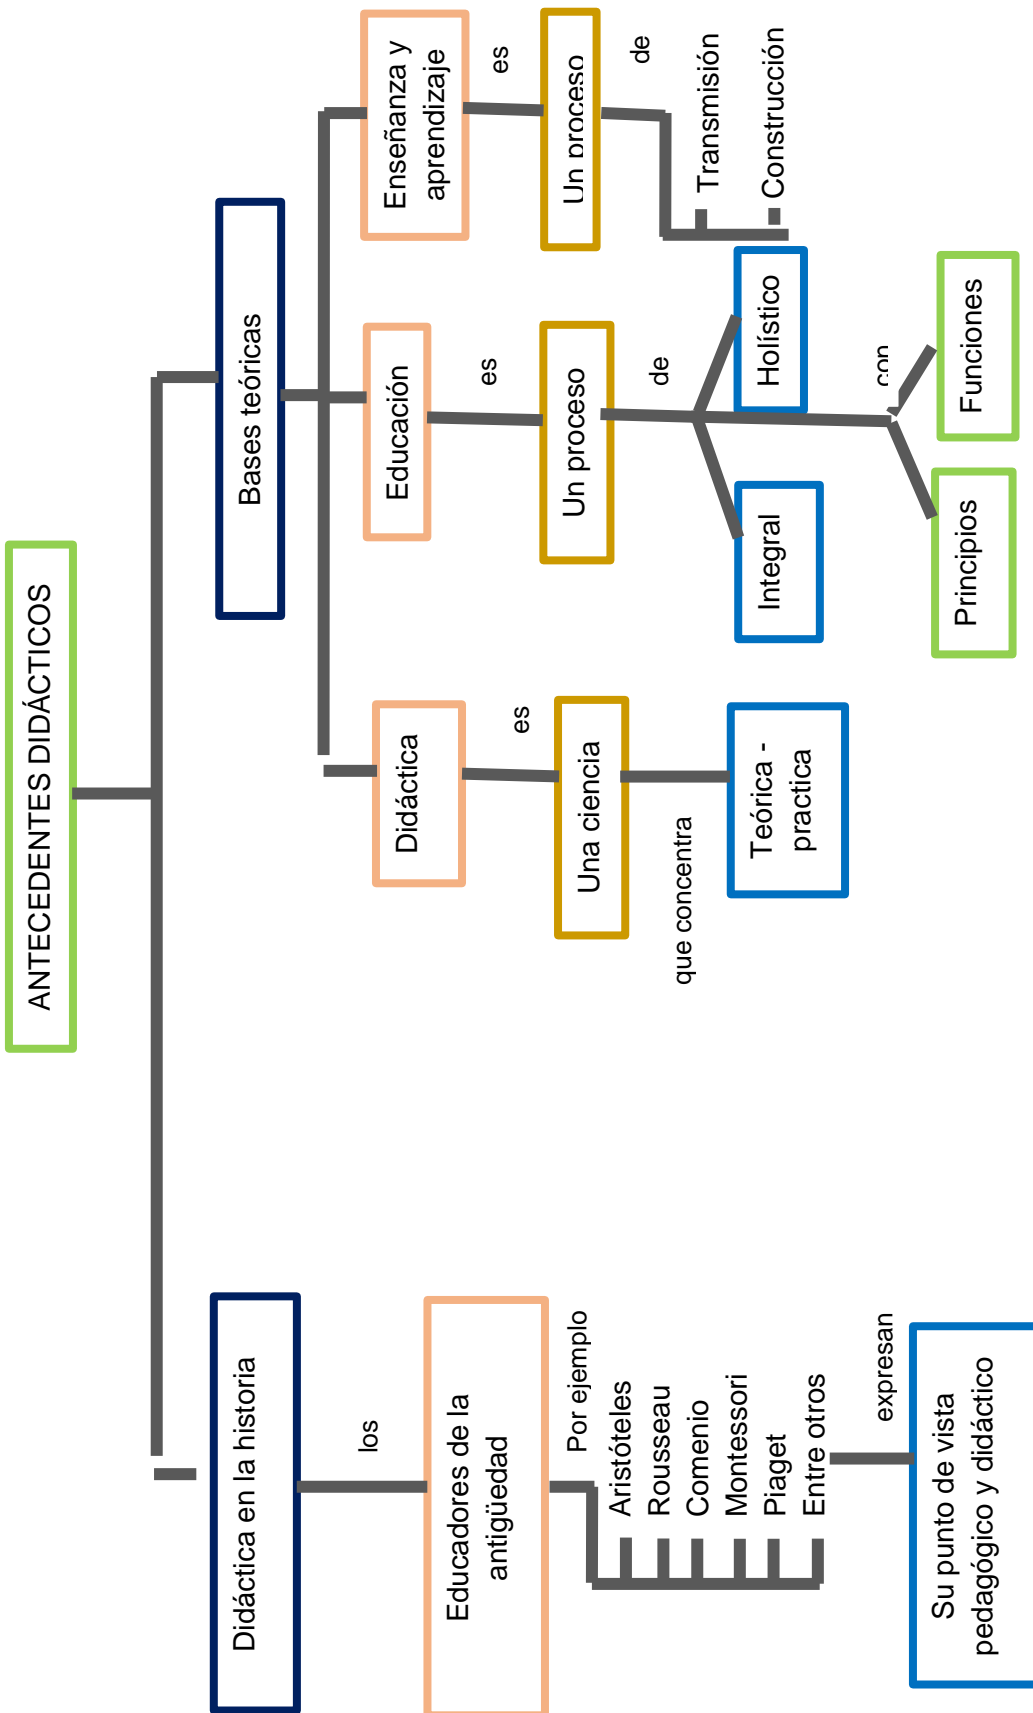 ANTECEDENTES DIDÁCTICOS
Didáctica en la historia
los
Educadores de la
antigüedad
Por ejemplo
Aristóteles
Rousseau
Comenio
Montessori
Piaget
Entre otros
expresan
Su punto de vista
pedagógico y didáctico
Bases teóricas
Didáctica
es
Una ciencia
que concentra
Teórica -
practica
Educación
es
Un proceso
de
Integral
Holístico
con
Principios
Funciones
Enseñanza y
aprendizaje
es
Un proceso
de
Transmisión
Construcción